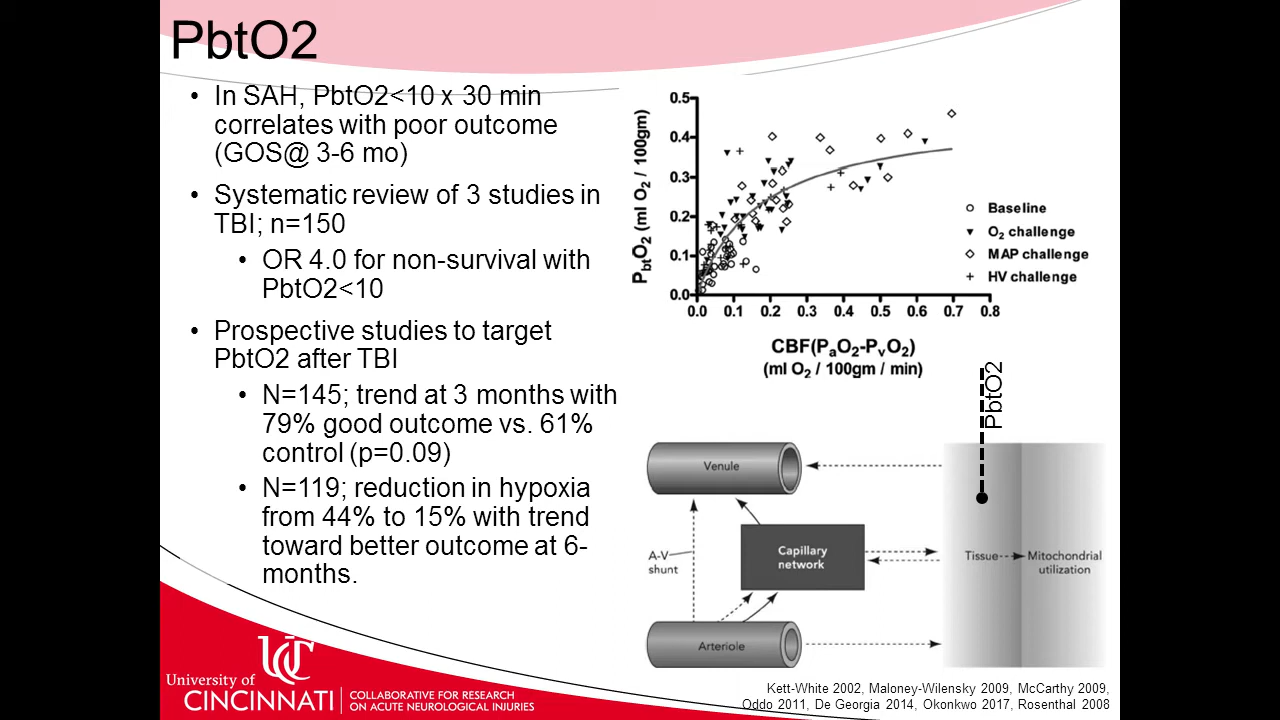 PbtO2
• In SAH, PbtO2<10 x 30 min
correlates with poor outcome
(GOS@ 3-6 mo)
• Systematic review of 3 studies in
TBI; n=150
• OR 4.0 for non-survival with
PbtO2<10
• Prospective studies to target
PbtO2 after TBI
• N=145; trend at 3 months with
79% good outcome vs. 61%
control (p=0.09)
• N=119; reduction in hypoxia
from 44% to 15% with trend
toward better outcome at 6-
months.
PbtO2 (ml O2 / 100gm)
0.5
0.4
0.3
0.2
0.1
0.0
0.0 0.1 0.2 0.3 0.4 0.5 0.6 0.7 0.8
CBF(PaO2-PvO2)
(ml O2 / 100gm / min)
Baseline
O2 challenge
MAP challenge
HV challenge
PbtO2
Venule
A-V
shunt
Capillary
network
Tissue
Mitochondrial
utilization
Arteriole
UC
University of
CINCINNATI
COLLABORATIVE FOR RESEARCH
ON ACUTE NEUROLOGICAL INJURIES
Kett-White 2002, Maloney-Wilensky 2009, McCarthy 2009,
Oddo 2011, De Georgia 2014, Okonkwo 2017, Rosenthal 2008